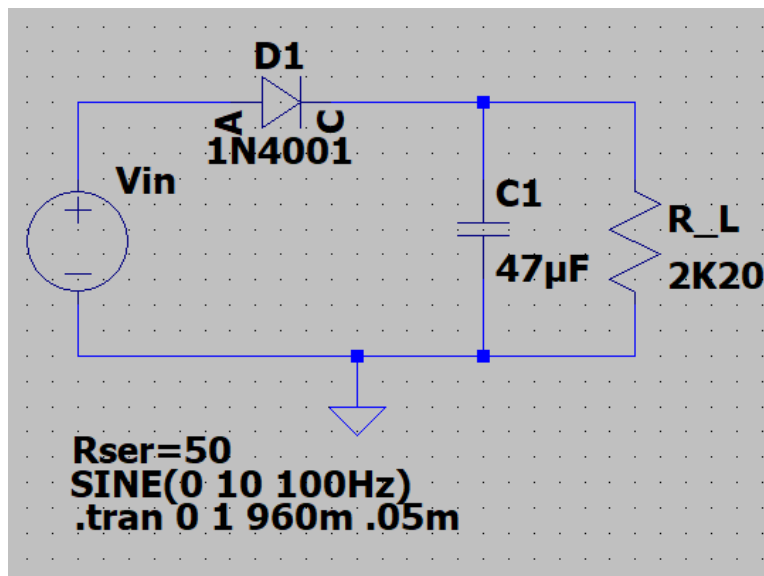 D1
A
C
1N4001
Vin
C1
47µF
R_L
2K20
Rser=50
SINE(0 10 100Hz)
.tran 0 1 960m .05m